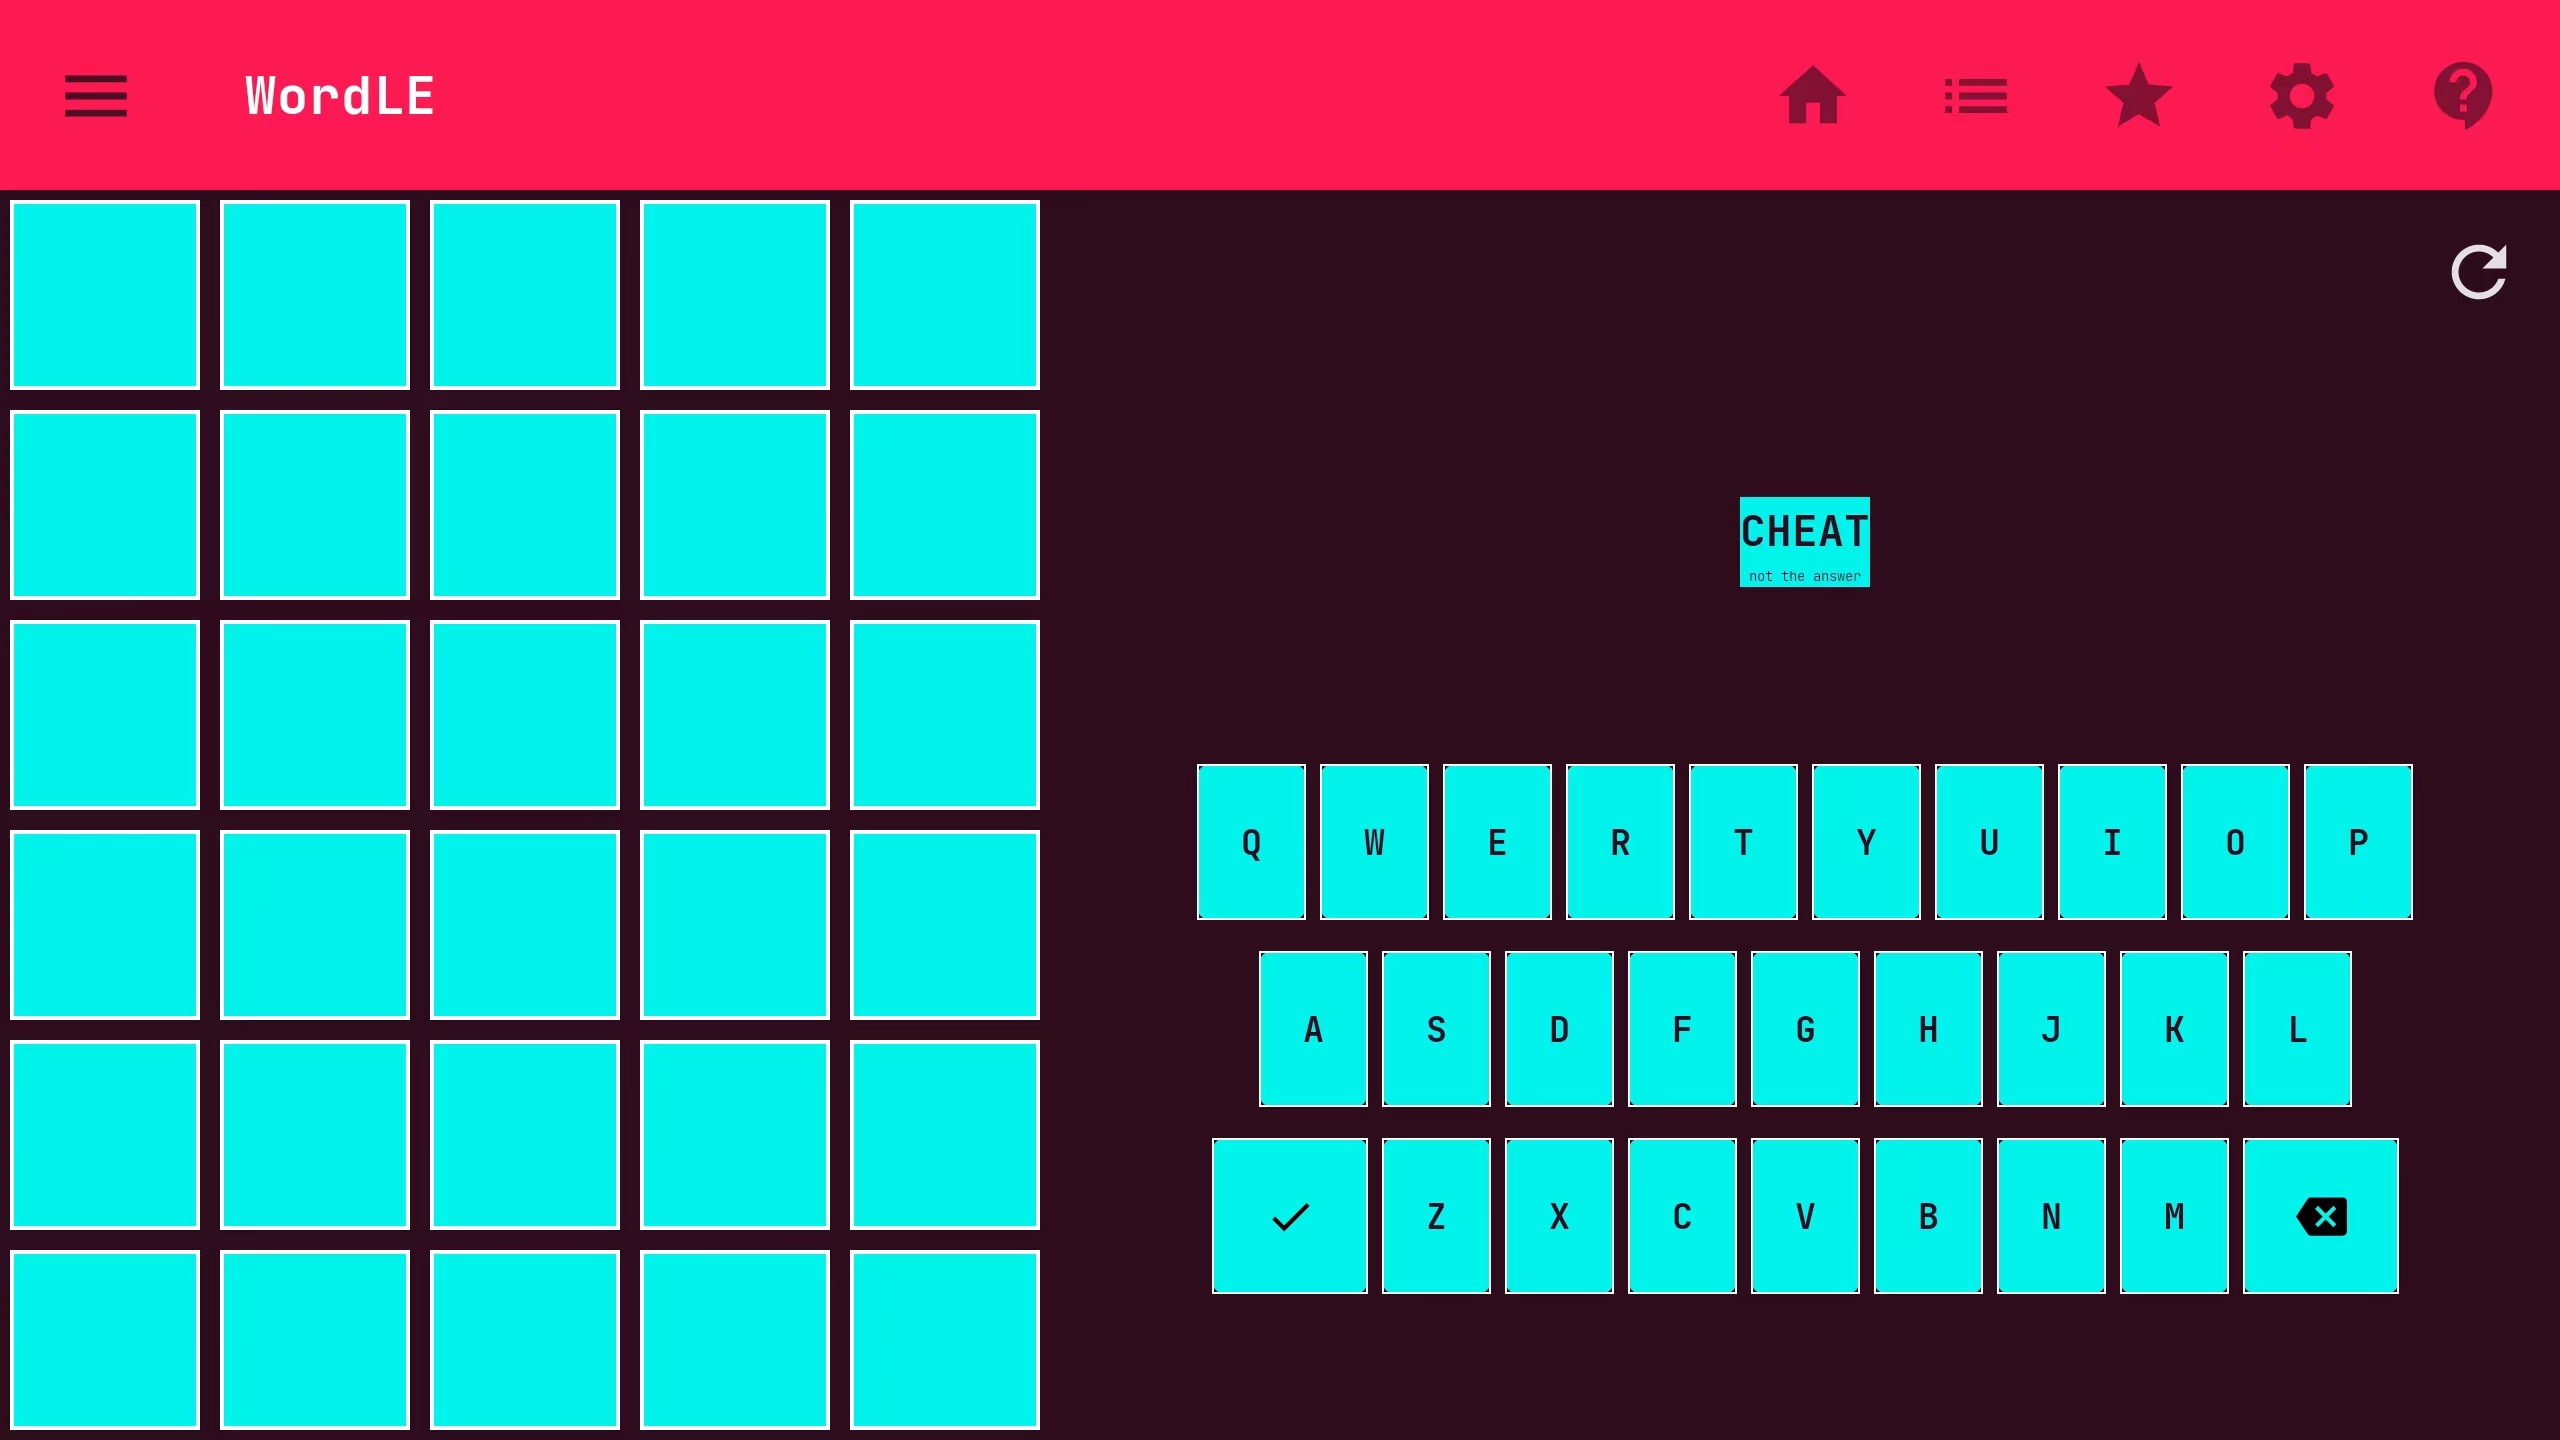 WordLE
CHEAT
not the answer
Q W E R T Y U I O P
A S D F G H J K L
Z X C V B N M